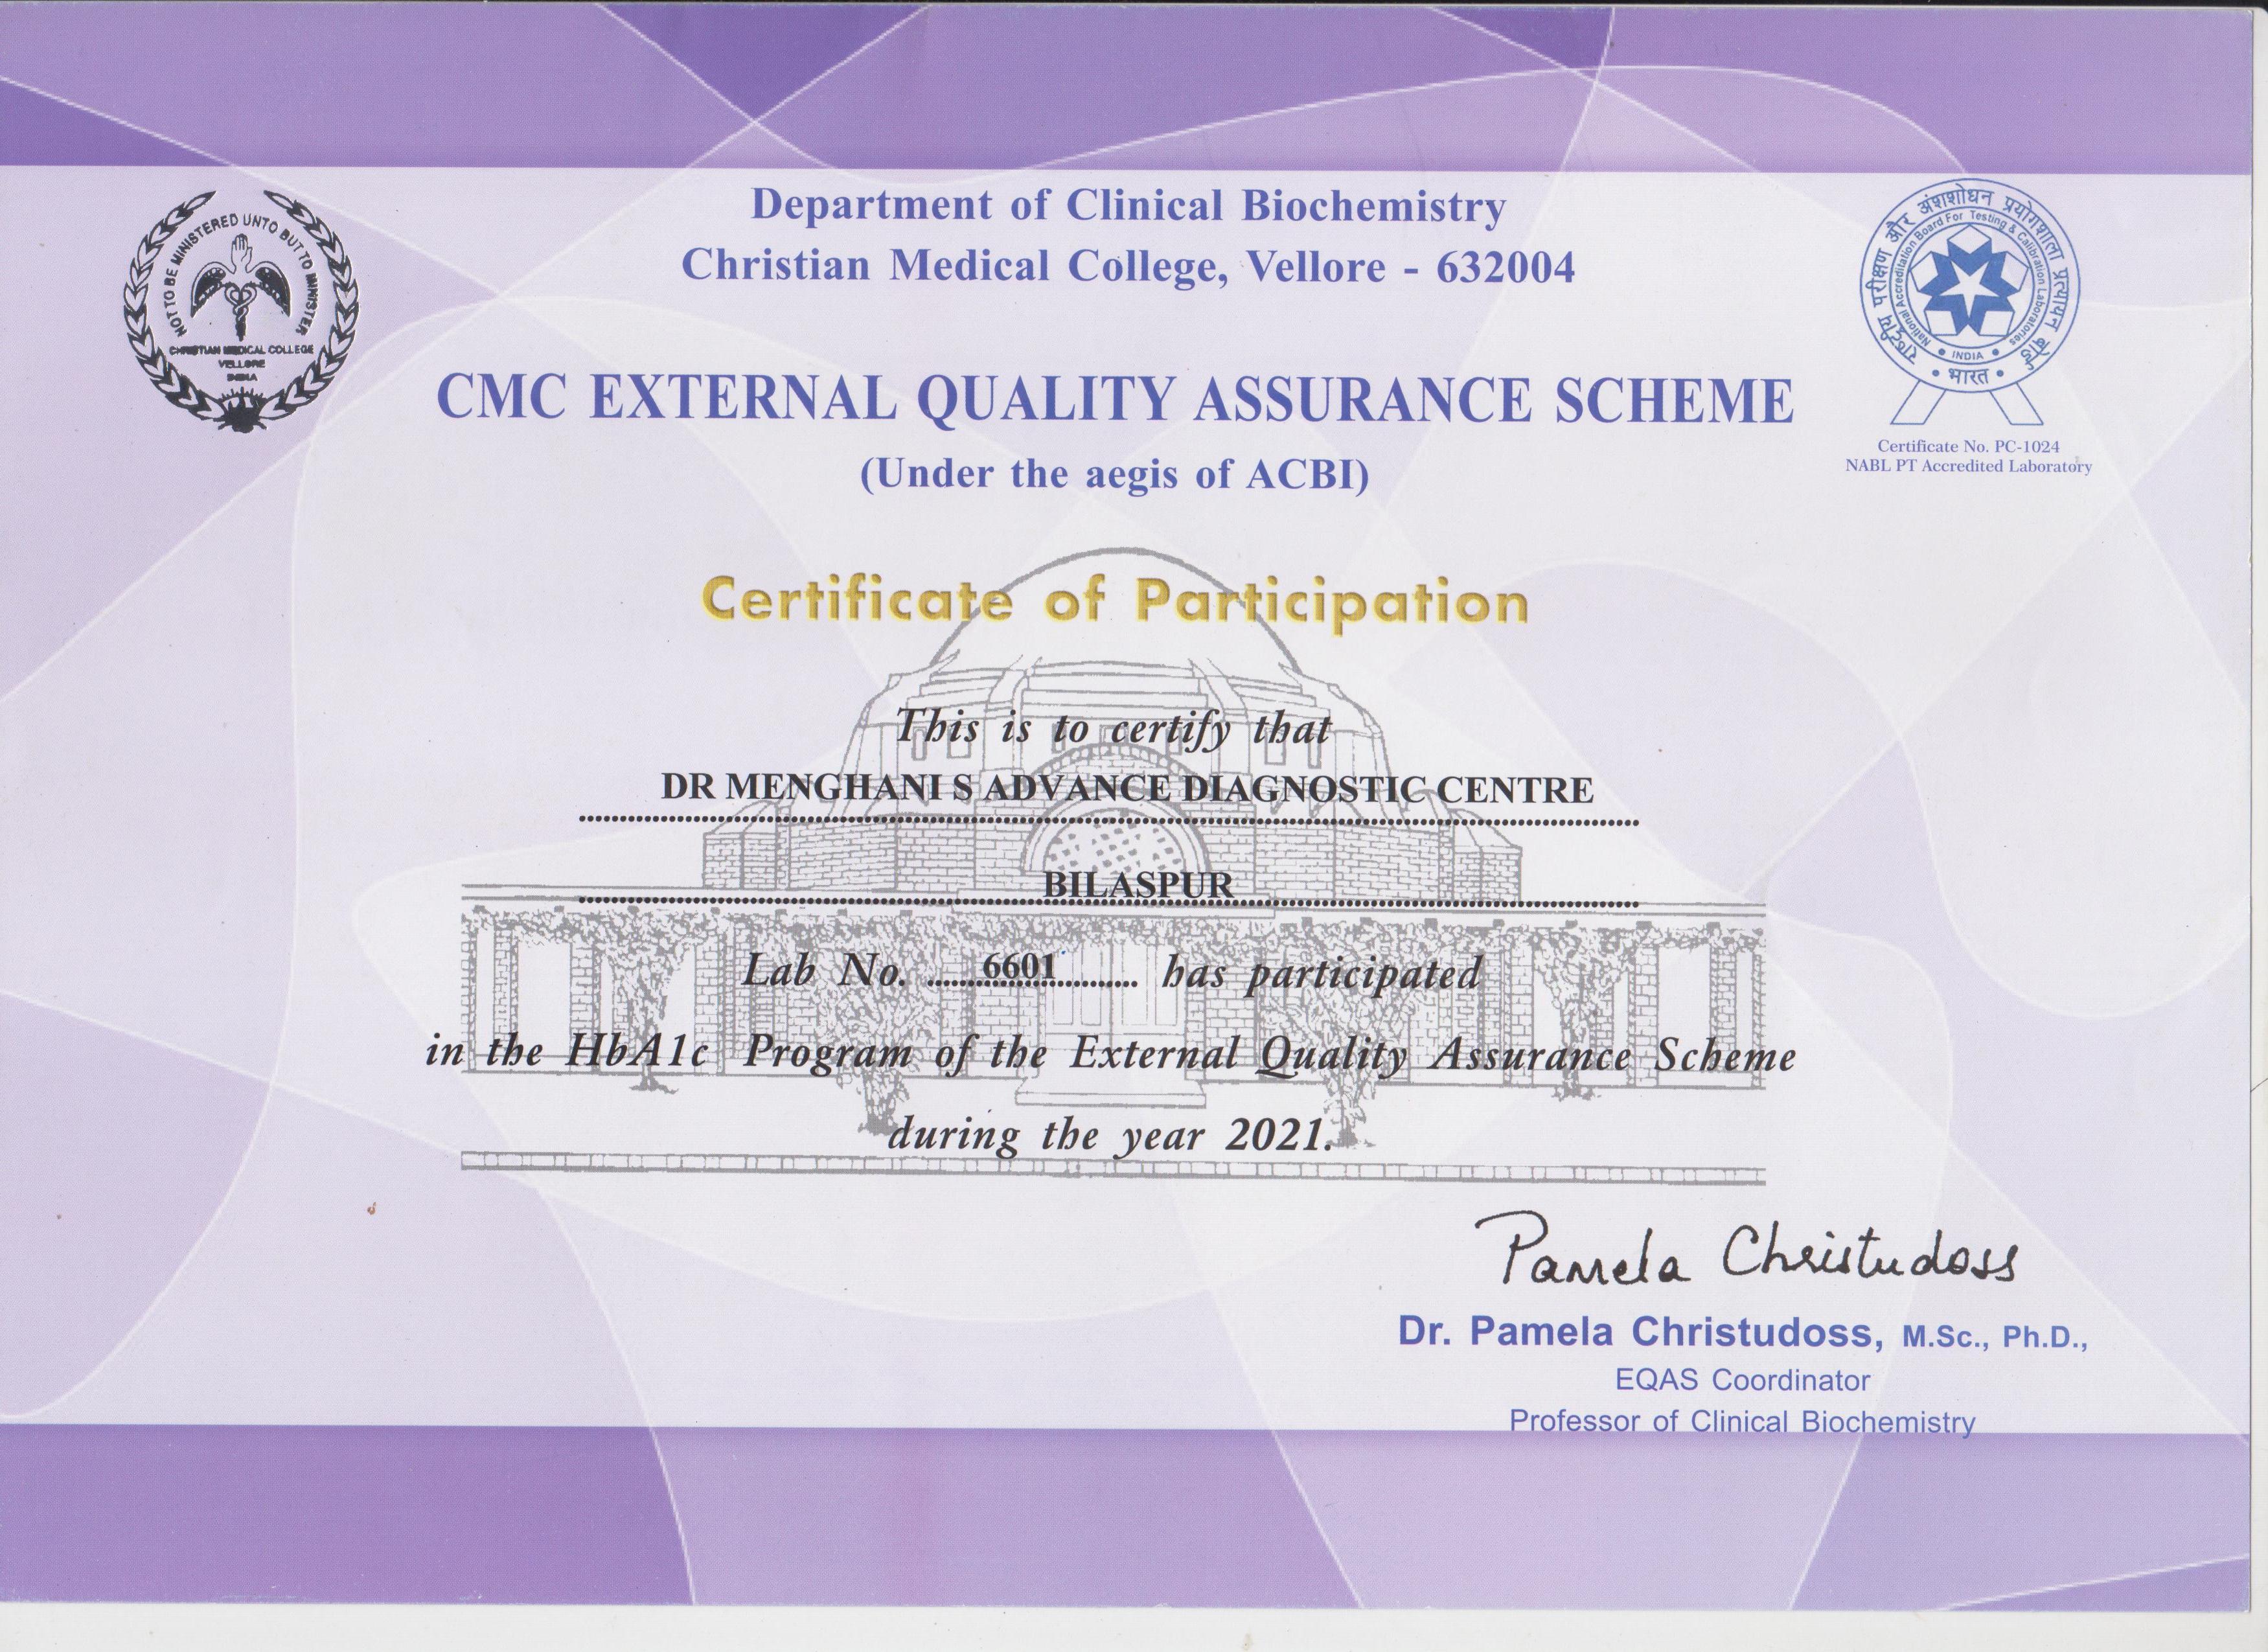 Department of Clinical Biochemistry
Christian Medical College, Vellore - 632004
NOT TO BE MINISTERED UNTO BUT TO MINISTER
CHRISTIAN MEDICAL COLLEGE
VELLORE
INDIA
राष्ट्रीय परीक्षण और अंशशोधन प्रयोगशाला प्रत्यायन बोर्ड
National Accreditation Board For Testing & Calibration Laboratories
• INDIA •
• भारत •
Certificate No. PC-1024
NABL PT Accredited Laboratory
CMC EXTERNAL QUALITY ASSURANCE SCHEME
(Under the aegis of ACBI)
Certificate of Participation
This is to certify that
DR MENGHANI S ADVANCE DIAGNOSTIC CENTRE
BILASPUR
Lab No. 6601 has participated
in the HbA1c Program of the External Quality Assurance Scheme
during the year 2021.
Pamela Christudoss
Dr. Pamela Christudoss, M.Sc., Ph.D.,
EQAS Coordinator
Professor of Clinical Biochemistry